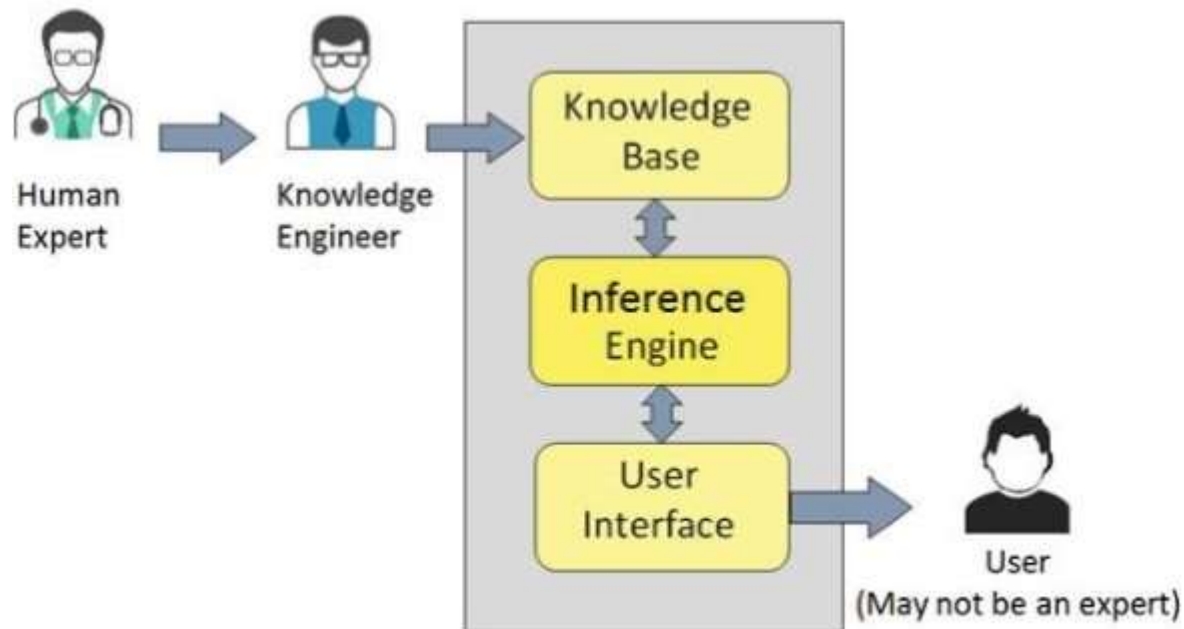 Human
Expert
Knowledge
Engineer
Knowledge
Base
Inference
Engine
User
Interface
User
(May not be an expert)